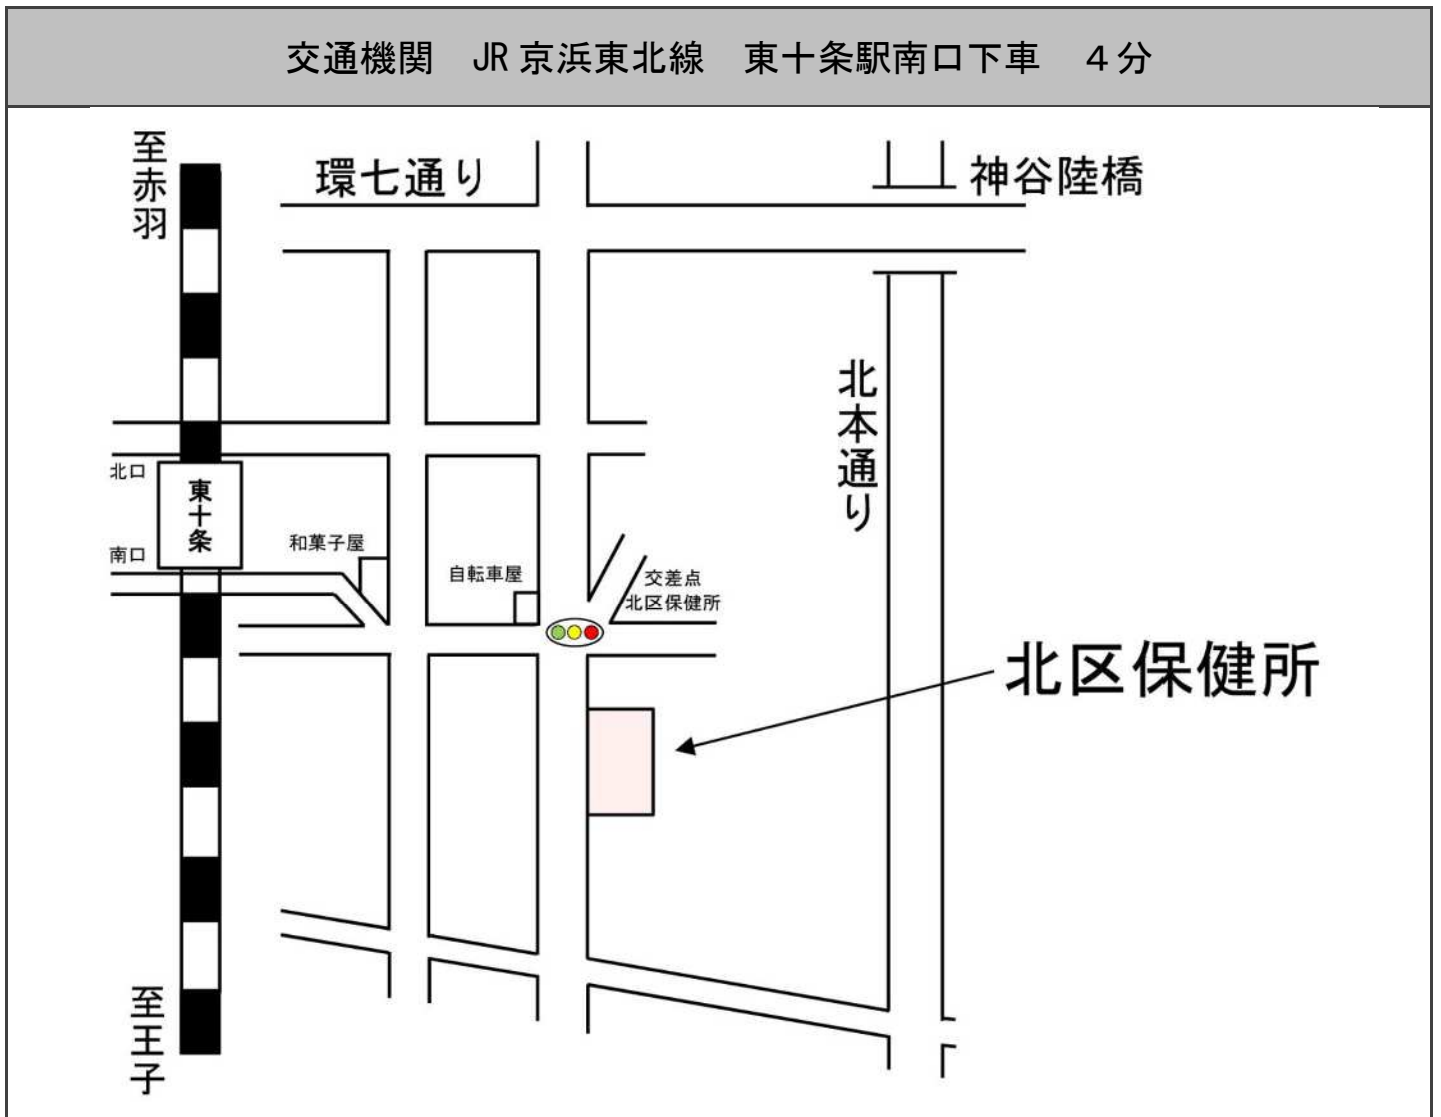 交通機関　JR京浜東北線　東十条駅南口下車　４分
至赤羽
環七通り
神谷陸橋
北本通り
北口
東十条
南口
和菓子屋
自転車屋
交差点
北区保健所
北区保健所
至王子